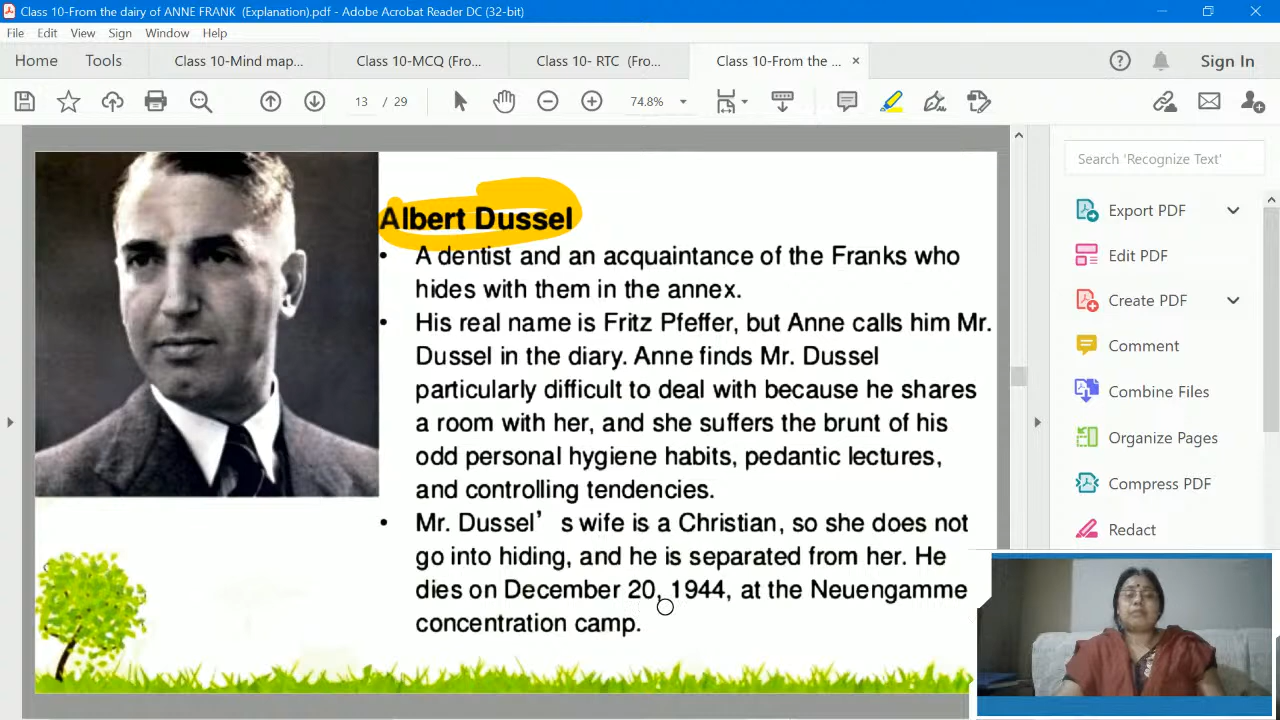 Class 10-From the dairy of ANNE FRANK (Explanation).pdf - Adobe Acrobat Reader DC (32-bit)
File Edit View Sign Window Help
Home Tools Class 10-Mind map... Class 10-MCQ (Fro... Class 10- RTC (Fro... Class 10-From the ... × Sign In
13 / 29 74.8%
Search 'Recognize Text'
Export PDF
Edit PDF
Create PDF
Comment
Combine Files
Organize Pages
Compress PDF
Redact
Albert Dussel
• A dentist and an acquaintance of the Franks who
hides with them in the annex.
• His real name is Fritz Pfeffer, but Anne calls him Mr.
Dussel in the diary. Anne finds Mr. Dussel
particularly difficult to deal with because he shares
a room with her, and she suffers the brunt of his
odd personal hygiene habits, pedantic lectures,
and controlling tendencies.
• Mr. Dussel’ s wife is a Christian, so she does not
go into hiding, and he is separated from her. He
dies on December 20, 1944, at the Neuengamme
concentration camp.